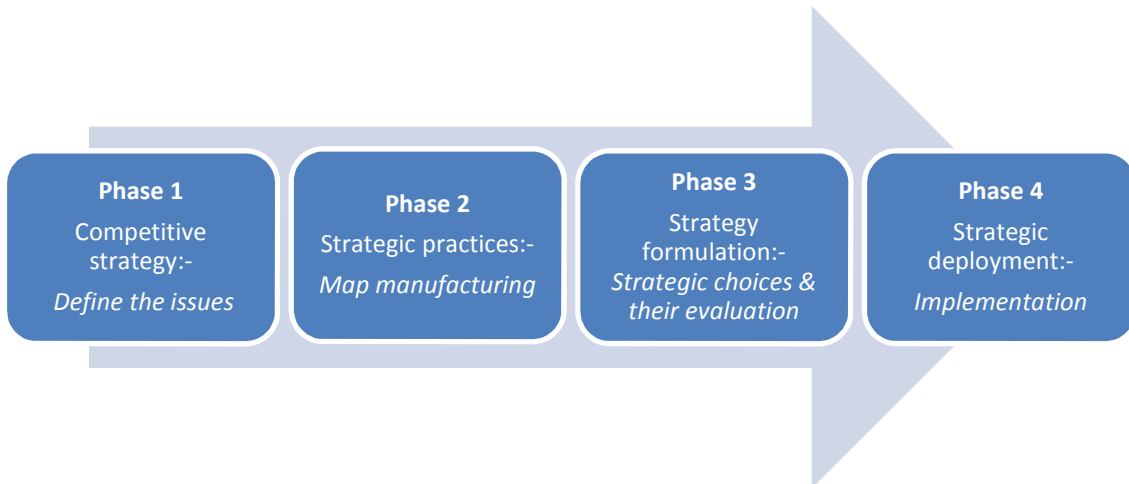 Phase 1
Competitive
strategy:-
Define the issues
Phase 2
Strategic practices:-
Map manufacturing
Phase 3
Strategy
formulation:-
Strategic choices &
their evaluation
Phase 4
Strategic
deployment:-
Implementation